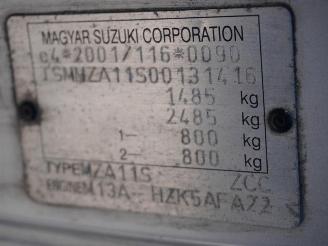 MAGYAR SUZUKI CORPORATION
e4*2001/116*0090
TSMMZA11S00131416
1485 kg
2485 kg
1— 800 kg
2— 800 kg
TYPE MZA11S ZCC
ENGINE M13A- HZK5AFA22